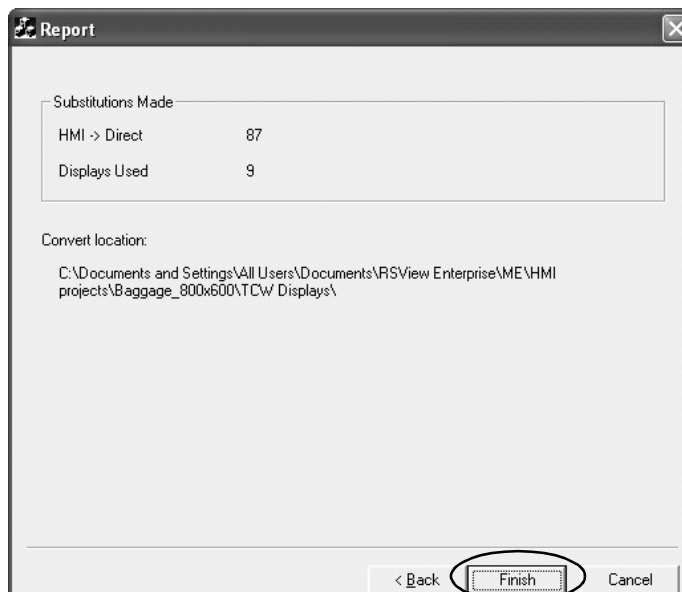 Report
Substitutions Made
HMI -> Direct 87
Displays Used 9
Convert location:
C:\Documents and Settings\All Users\Documents\RSView Enterprise\ME\HMI
projects\Baggage_800x600\TCW Displays\
< Back Finish Cancel